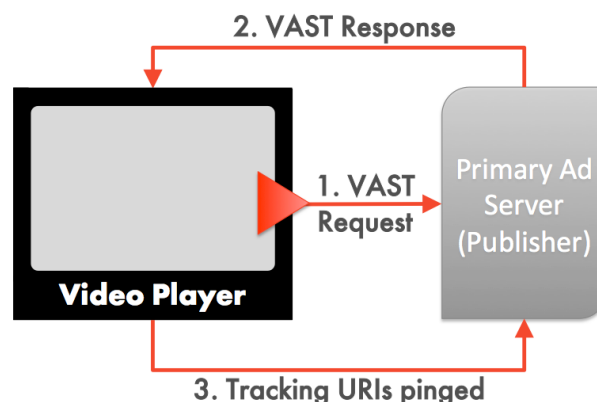 2. VAST Response
1. VAST
Request
Primary Ad
Server
(Publisher)
Video Player
3. Tracking URIs pinged